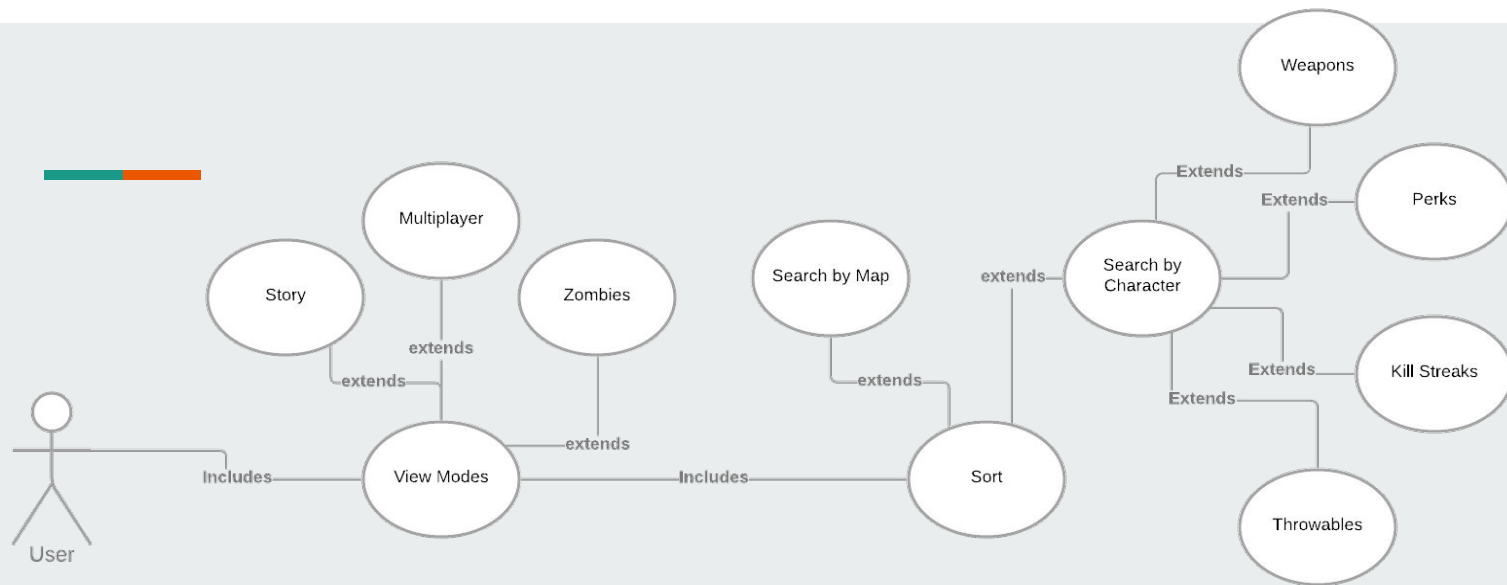 Weapons
Extends
Perks
Extends
Multiplayer
Search by
Character
Search by Map
extends
Story
Zombies
extends
Kill Streaks
Extends
extends
extends
Extends
extends
User
Includes
View Modes
Includes
Sort
Throwables